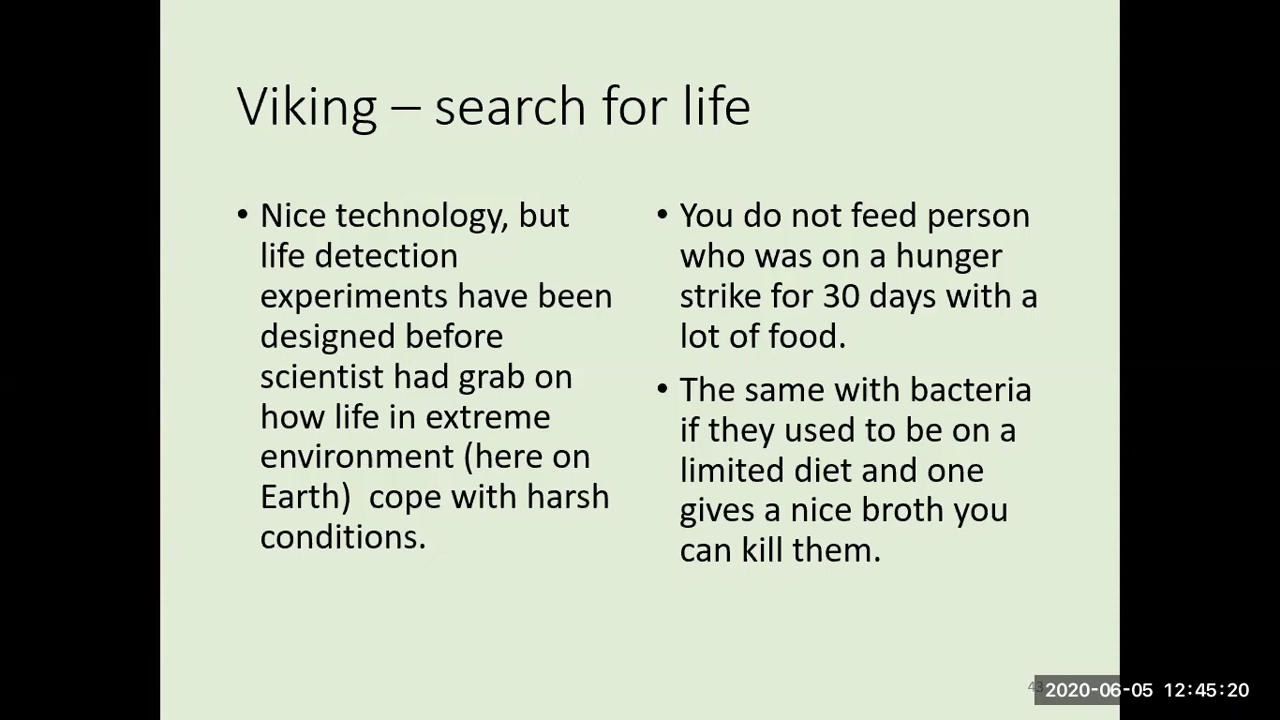 Viking – search for life
• Nice technology, but
life detection
experiments have been
designed before
scientist had grab on
how life in extreme
environment (here on
Earth)  cope with harsh
conditions.
• You do not feed person
who was on a hunger
strike for 30 days with a
lot of food.
• The same with bacteria
if they used to be on a
limited diet and one
gives a nice broth you
can kill them.
43
2020-06-05 12:45:20